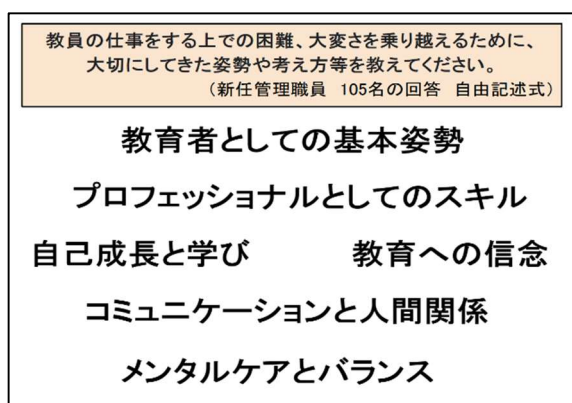 教員の仕事をする上での困難、大変さを乗り越えるために、
大切にしてきた姿勢や考え方等を教えてください。
（新任管理職員　105名の回答　自由記述式）
教育者としての基本姿勢
プロフェッショナルとしてのスキル
自己成長と学び　　　教育への信念
コミュニケーションと人間関係
メンタルケアとバランス